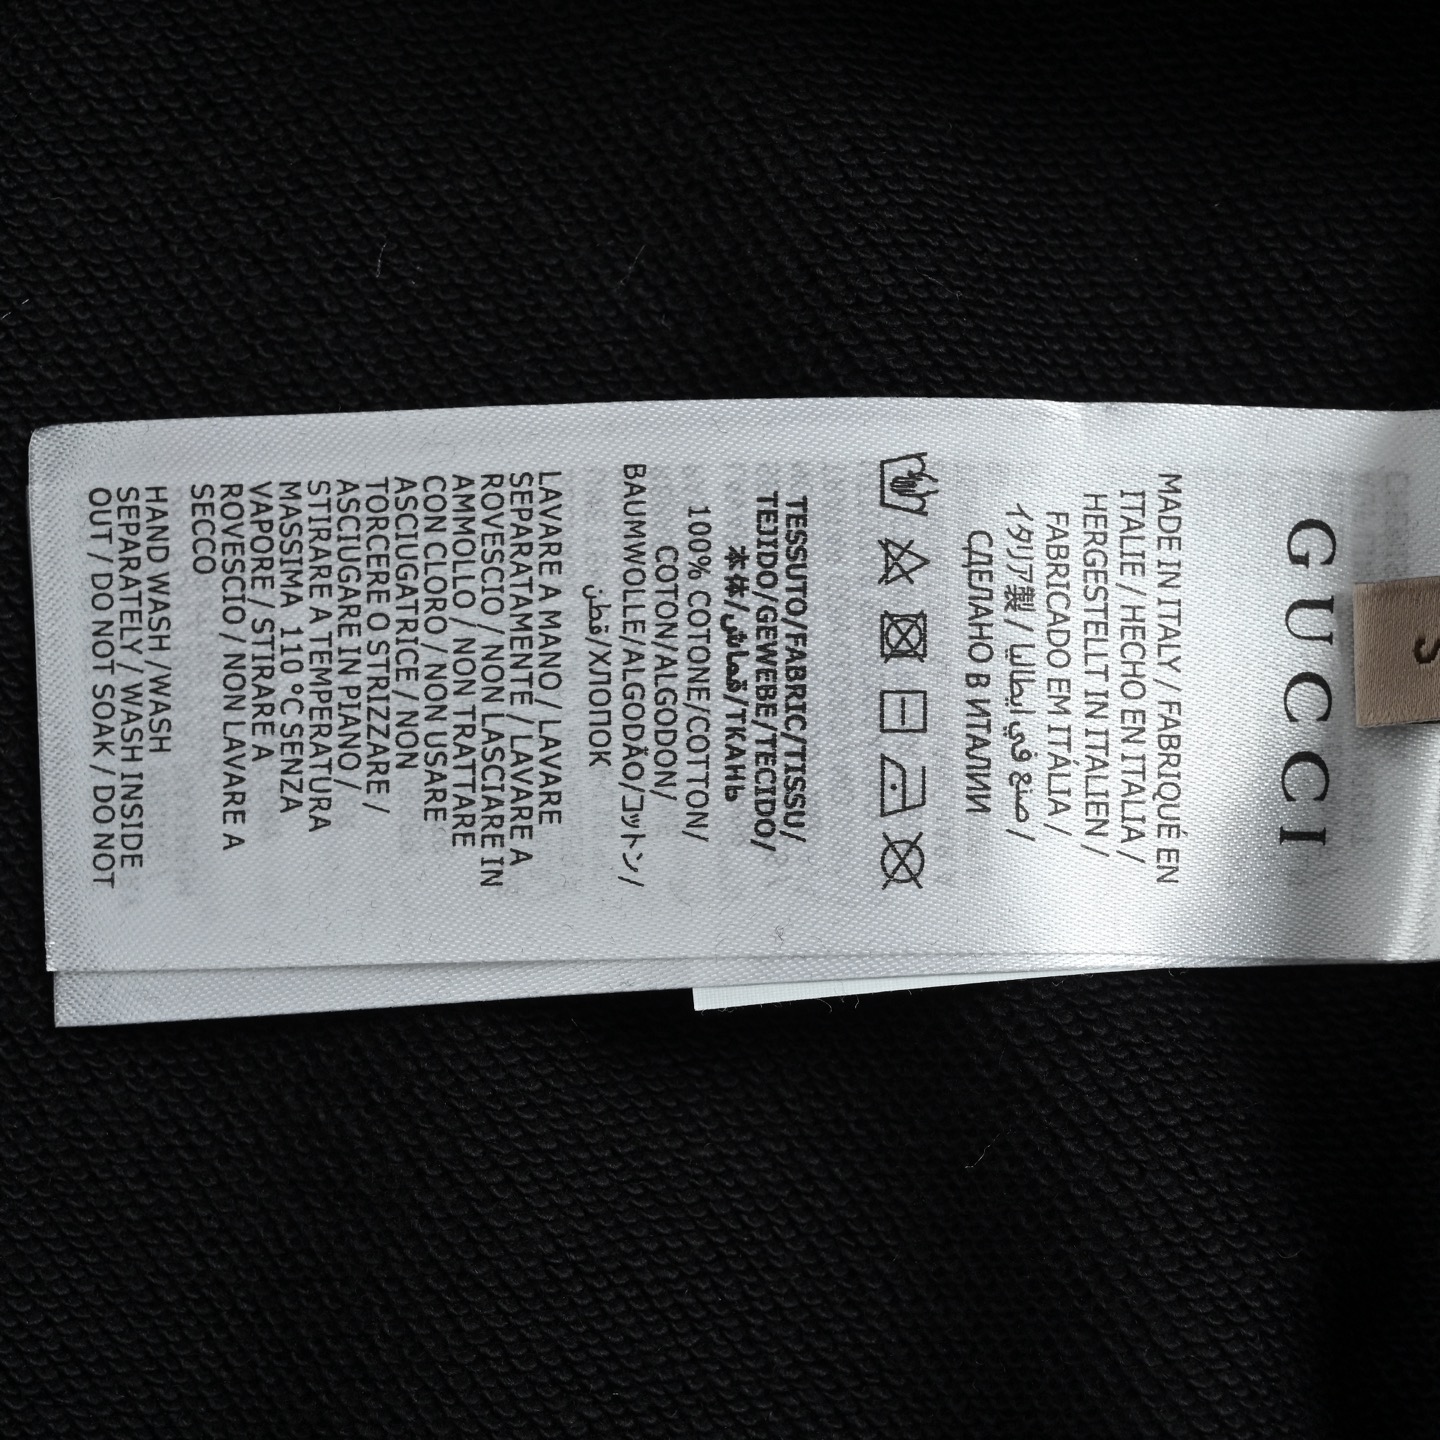 S
GUCCI
MADE IN ITALY / FABRIQUÉ EN
ITALIE / HECHO EN ITALIA /
HERGESTELLT IN ITALIEN /
FABRICADO EM ITÁLIA /
イタリア製 / صنع في ايطاليا /
СДЕЛАНО В ИТАЛИИ
TESSUTO/FABRIC/TISSU/
TEJIDO/GEWEBE/TECIDO/
本体/قماش/ТКАНЬ
100% COTONE/COTTON/
COTON/ALGODON/
BAUMWOLLE/ALGODÃO/コットン/
قطن/ХЛОПОК
LAVARE A MANO / LAVARE
SEPARATAMENTE / LAVARE A
ROVESCIO / NON LASCIARE IN
AMMOLLO / NON TRATTARE
CON CLORO / NON USARE
ASCIUGATRICE / NON
TORCERE O STRIZZARE /
ASCIUGARE IN PIANO /
STIRARE A TEMPERATURA
MASSIMA 110 °C SENZA
VAPORE / STIRARE A
ROVESCIO / NON LAVARE A
SECCO
HAND WASH /WASH
SEPARATELY / WASH INSIDE
OUT / DO NOT SOAK / DO NOT